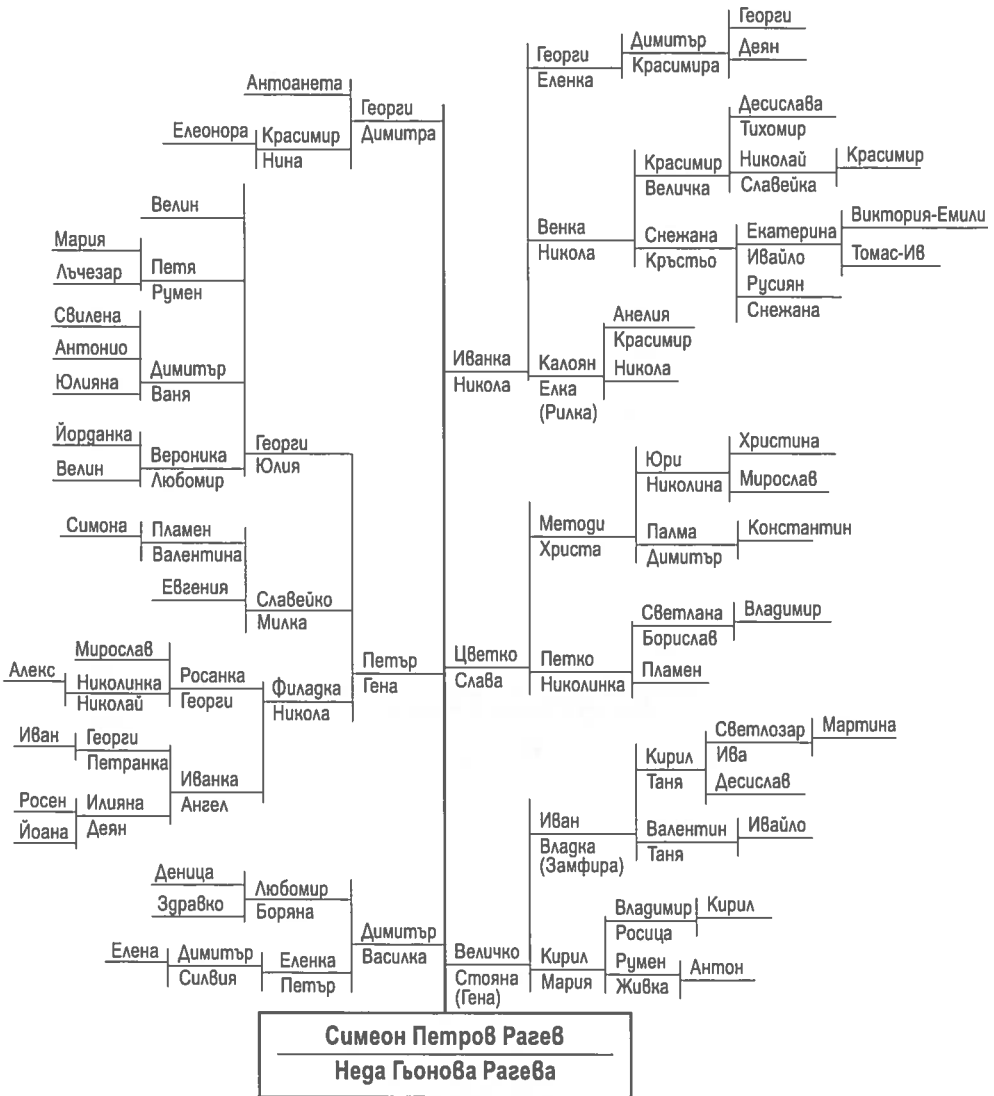 Георги
Димитър
Деян
Красимира
Георги
Еленка
Антоанета
Георги
Димитра
Елеонора
Красимир
Нина
Десислава
Тихомир
Красимир
Величка
Николай
Славейка
Красимир
Велин
Венка
Никола
Снежана
Кръстьо
Екатерина
Ивайло
Виктория-Емили
Томас-Ив
Русиян
Снежана
Мария
Лъчезар
Петя
Румен
Свилена
Антонио
Юлияна
Димитър
Ваня
Иванка
Никола
Калоян
Елка
(Рилка)
Анелия
Красимир
Никола
Йорданка
Велин
Вероника
Любомир
Георги
Юлия
Юри
Николина
Христина
Мирослав
Методи
Христа
Палма
Димитър
Константин
Симона
Пламен
Валентина
Евгения
Славейко
Милка
Светлана
Борислав
Владимир
Пламен
Петър
Гена
Цветко
Слава
Петко
Николинка
Мирослав
Алекс
Николинка
Николай
Росанка
Георги
Филадка
Никола
Иван
Георги
Петранка
Иванка
Ангел
Росен
Йоана
Илияна
Деян
Светлозар
Ива
Мартина
Кирил
Таня
Десислав
Иван
Владка
(Замфира)
Валентин
Таня
Ивайло
Деница
Здравко
Любомир
Боряна
Димитър
Василка
Елена
Димитър
Силвия
Еленка
Петър
Величко
Стояна
(Гена)
Кирил
Мария
Владимир
Росица
Кирил
Румен
Живка
Антон
Симеон Петров Рагев
Неда Гьонова Рагева